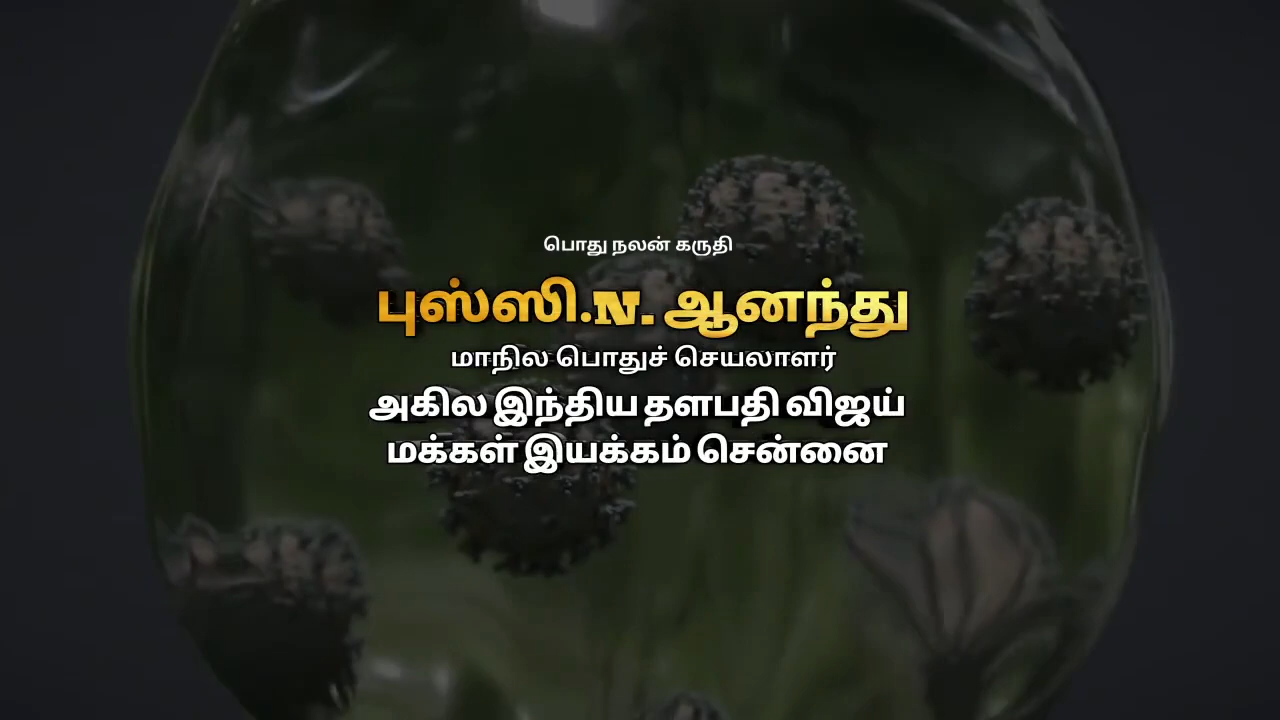 பொது நலன் கருதி
புஸ்ஸி.N. ஆனந்து
மாநில பொதுச் செயலாளர்
அகில இந்திய தளபதி விஜய்
மக்கள் இயக்கம் சென்னை